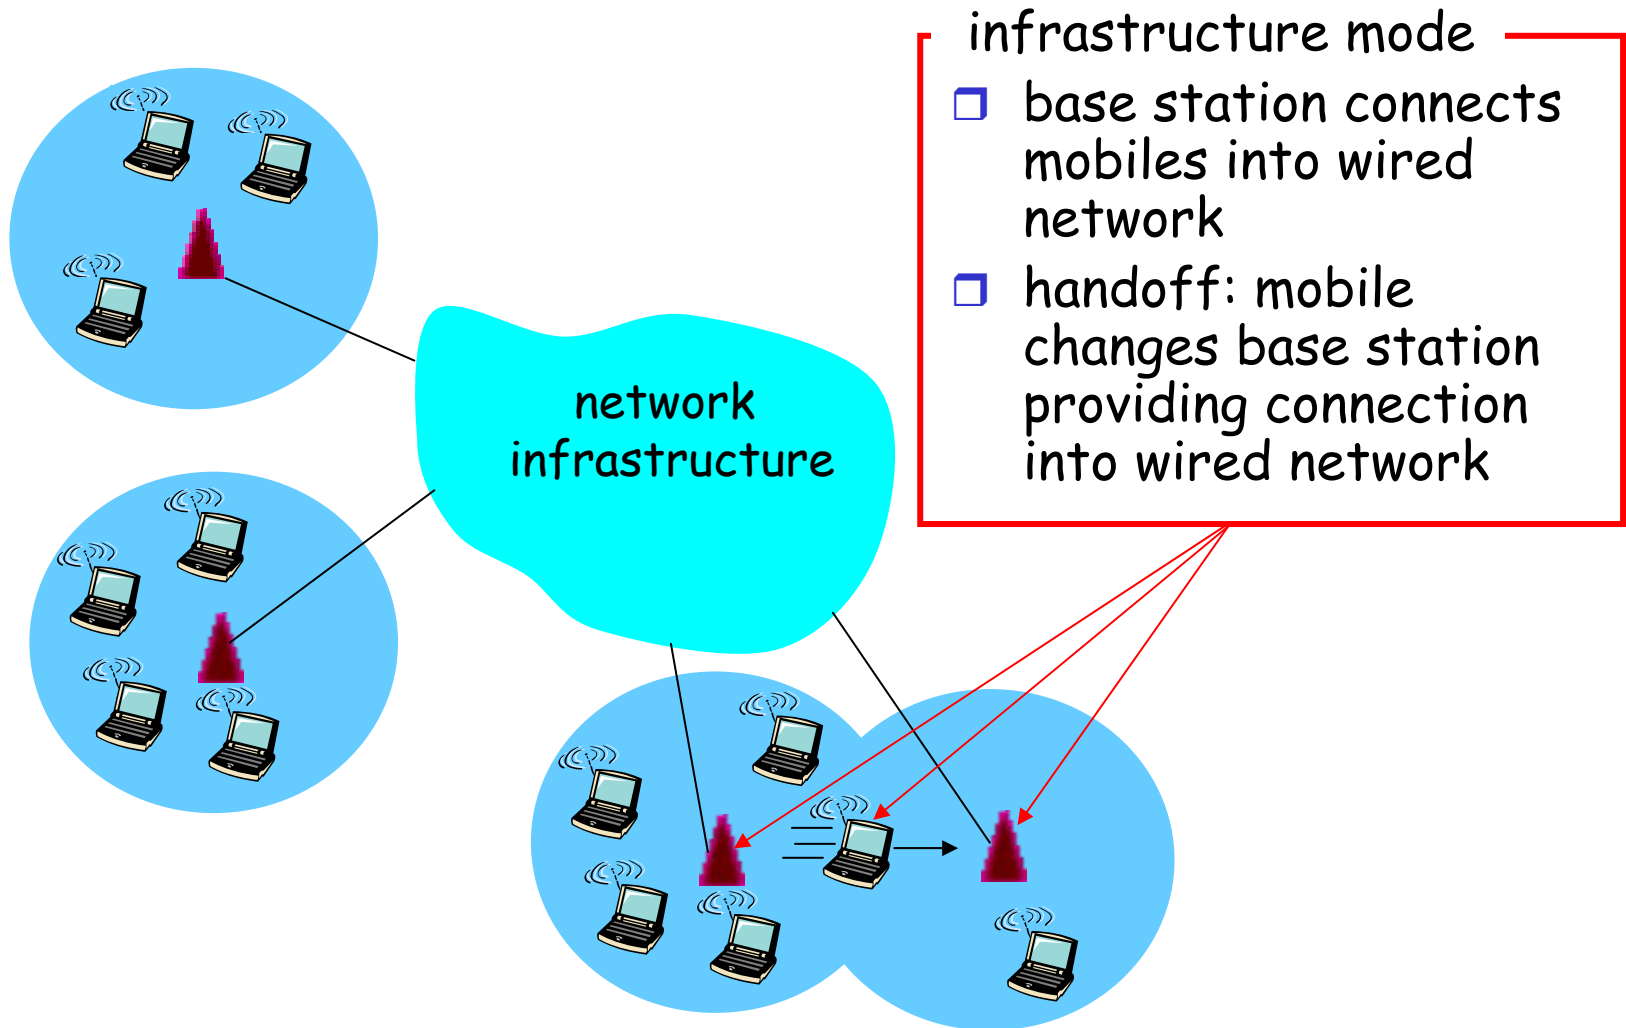 infrastructure mode
base station connects
mobiles into wired
network
handoff: mobile
changes base station
providing connection
into wired network
network
infrastructure